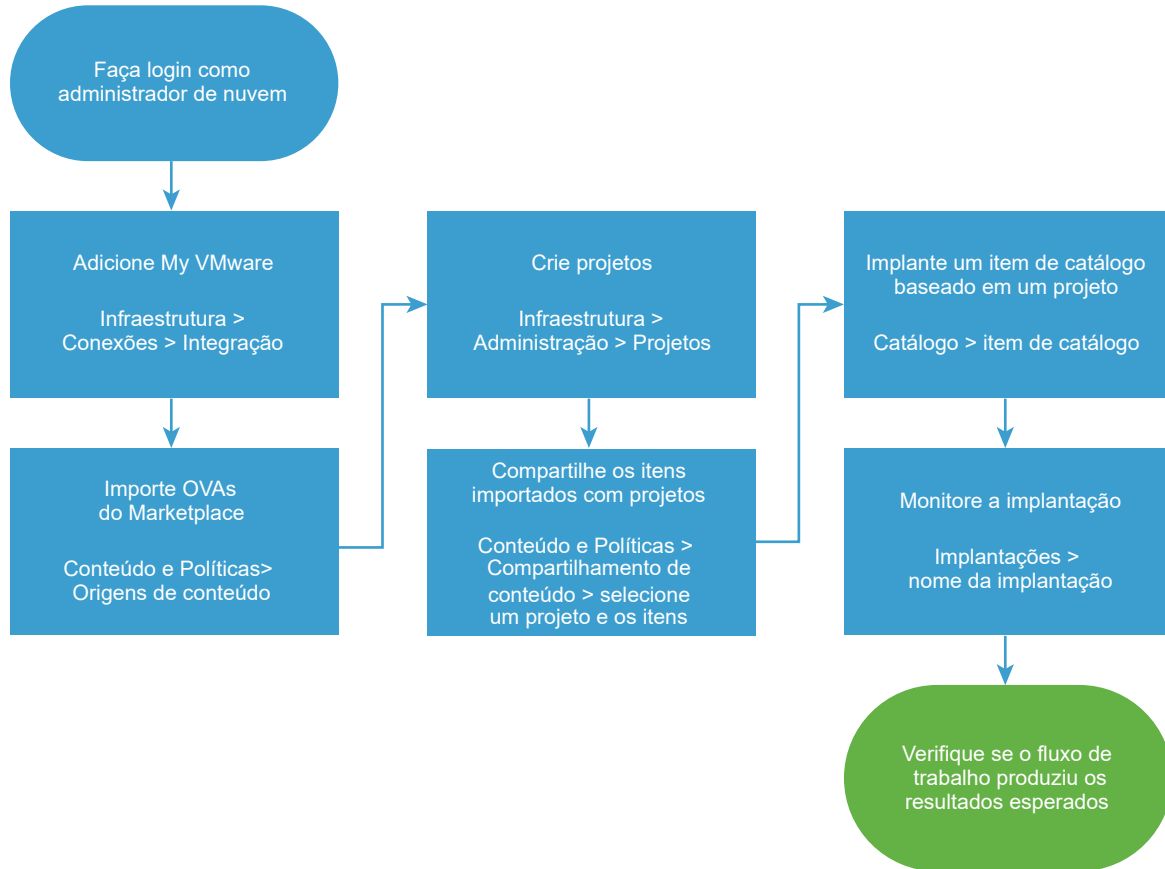 Faça login como
administrador de nuvem
Adicione My VMware
Infraestrutura >
Conexões > Integração
Importe OVAs
do Marketplace
Conteúdo e Políticas>
Origens de conteúdo
Crie projetos
Infraestrutura >
Administração > Projetos
Compartilhe os itens
importados com projetos
Conteúdo e Políticas >
Compartilhamento de
conteúdo > selecione
um projeto e os itens
Implante um item de catálogo
baseado em um projeto
Catálogo > item de catálogo
Monitore a implantação
Implantações >
nome da implantação
Verifique se o fluxo de
trabalho produziu os
resultados esperados